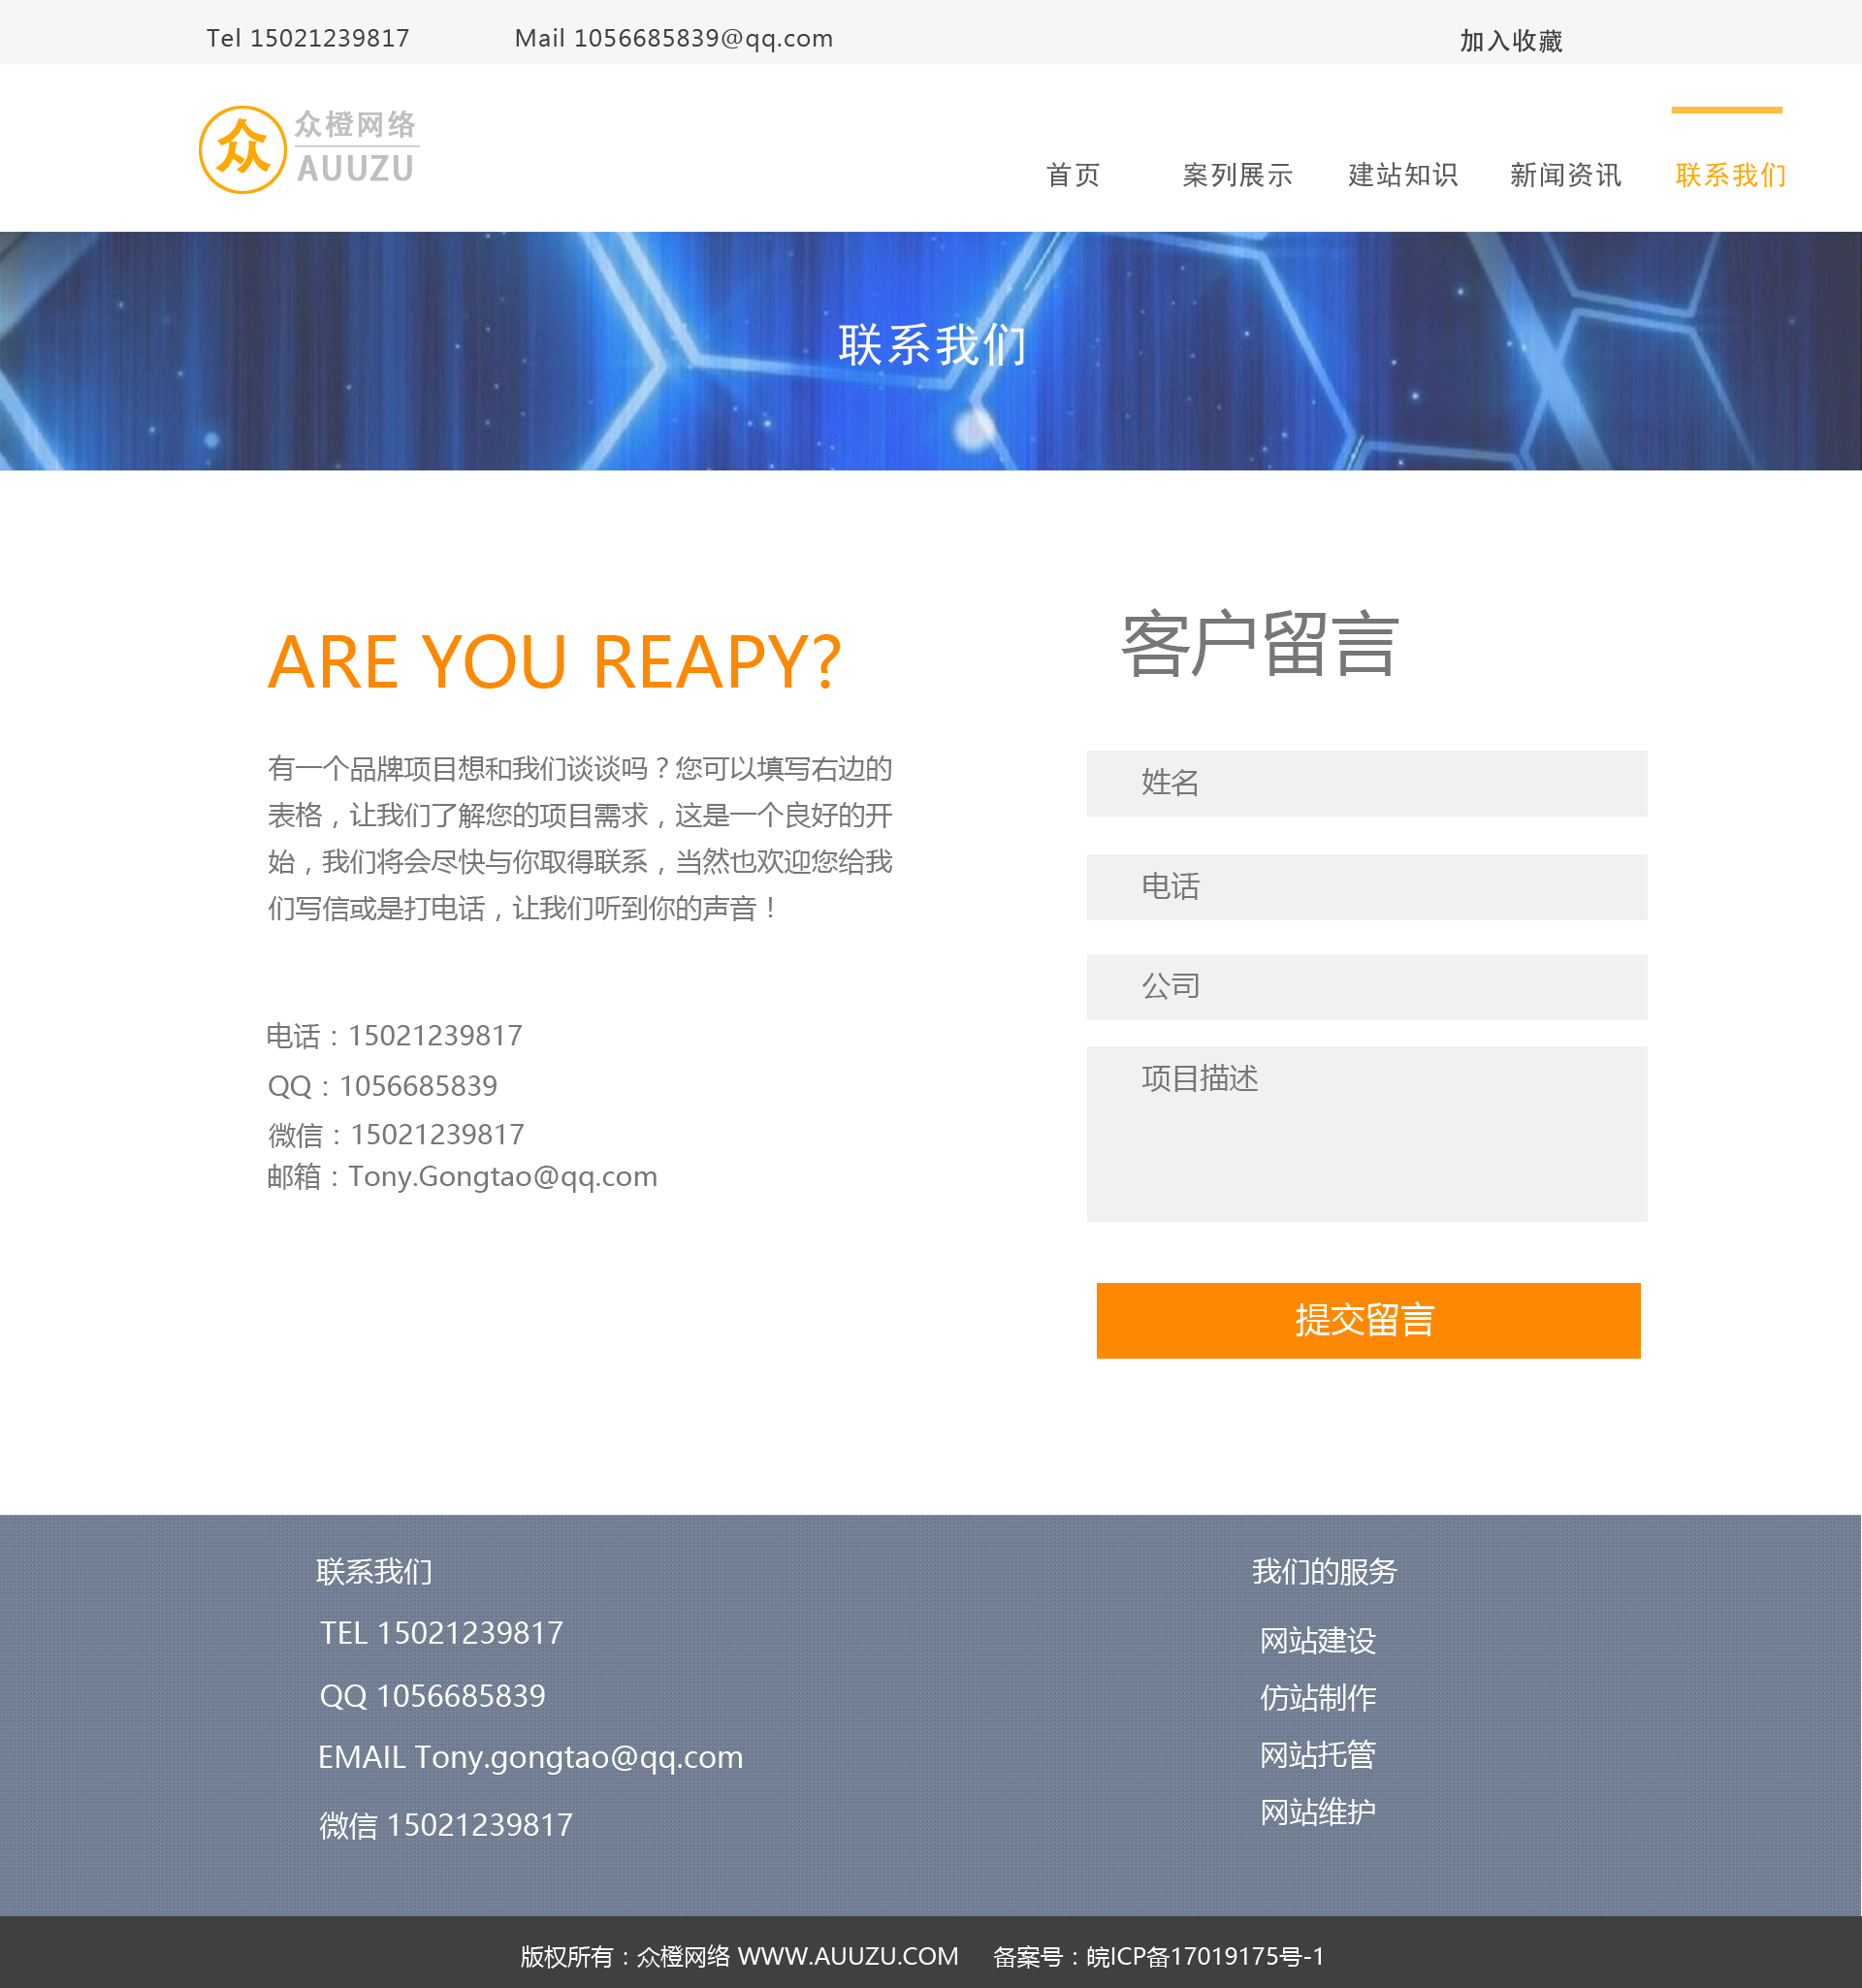 Tel 15021239817
Mail 1056685839@qq.com
加入收藏
众
众橙网络
AUUZU
首页
案列展示
建站知识
新闻资讯
联系我们
联系我们
ARE YOU REAPY?
有一个品牌项目想和我们谈谈吗？您可以填写右边的
表格，让我们了解您的项目需求，这是一个良好的开
始，我们将会尽快与你取得联系，当然也欢迎您给我
们写信或是打电话，让我们听到你的声音！
电话：15021239817
QQ：1056685839
微信：15021239817
邮箱：Tony.Gongtao@qq.com
客户留言
姓名
电话
公司
项目描述
提交留言
联系我们
TEL 15021239817
QQ 1056685839
EMAIL Tony.gongtao@qq.com
微信 15021239817
我们的服务
网站建设
仿站制作
网站托管
网站维护
版权所有：众橙网络 WWW.AUUZU.COM 备案号：皖ICP备17019175号-1